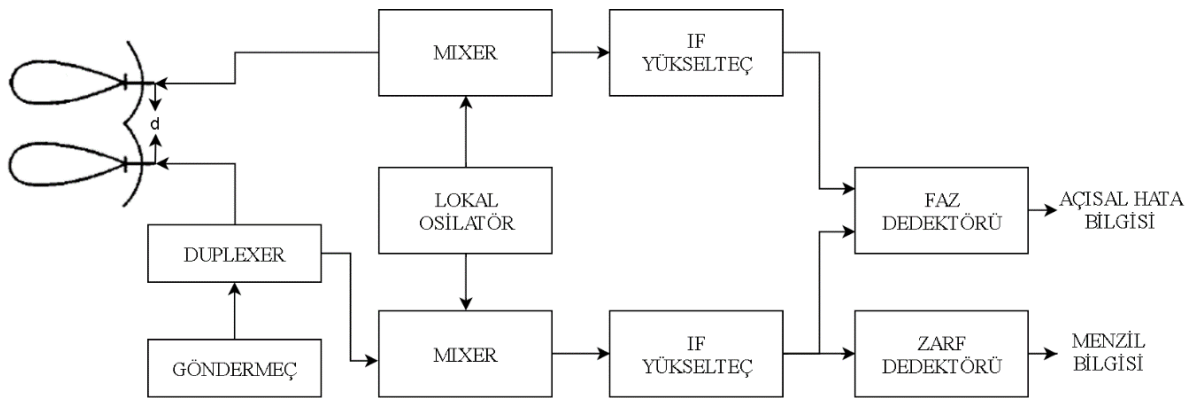 MIXER
IF
YÜKSELTEÇ
d
LOKAL
OSİLATÖR
FAZ
DEDEKTÖRÜ
AÇISAL HATA
BİLGİSİ
DUPLEXER
GÖNDERMEÇ
MIXER
IF
YÜKSELTEÇ
ZARF
DEDEKTÖRÜ
MENZİL
BİLGİSİ